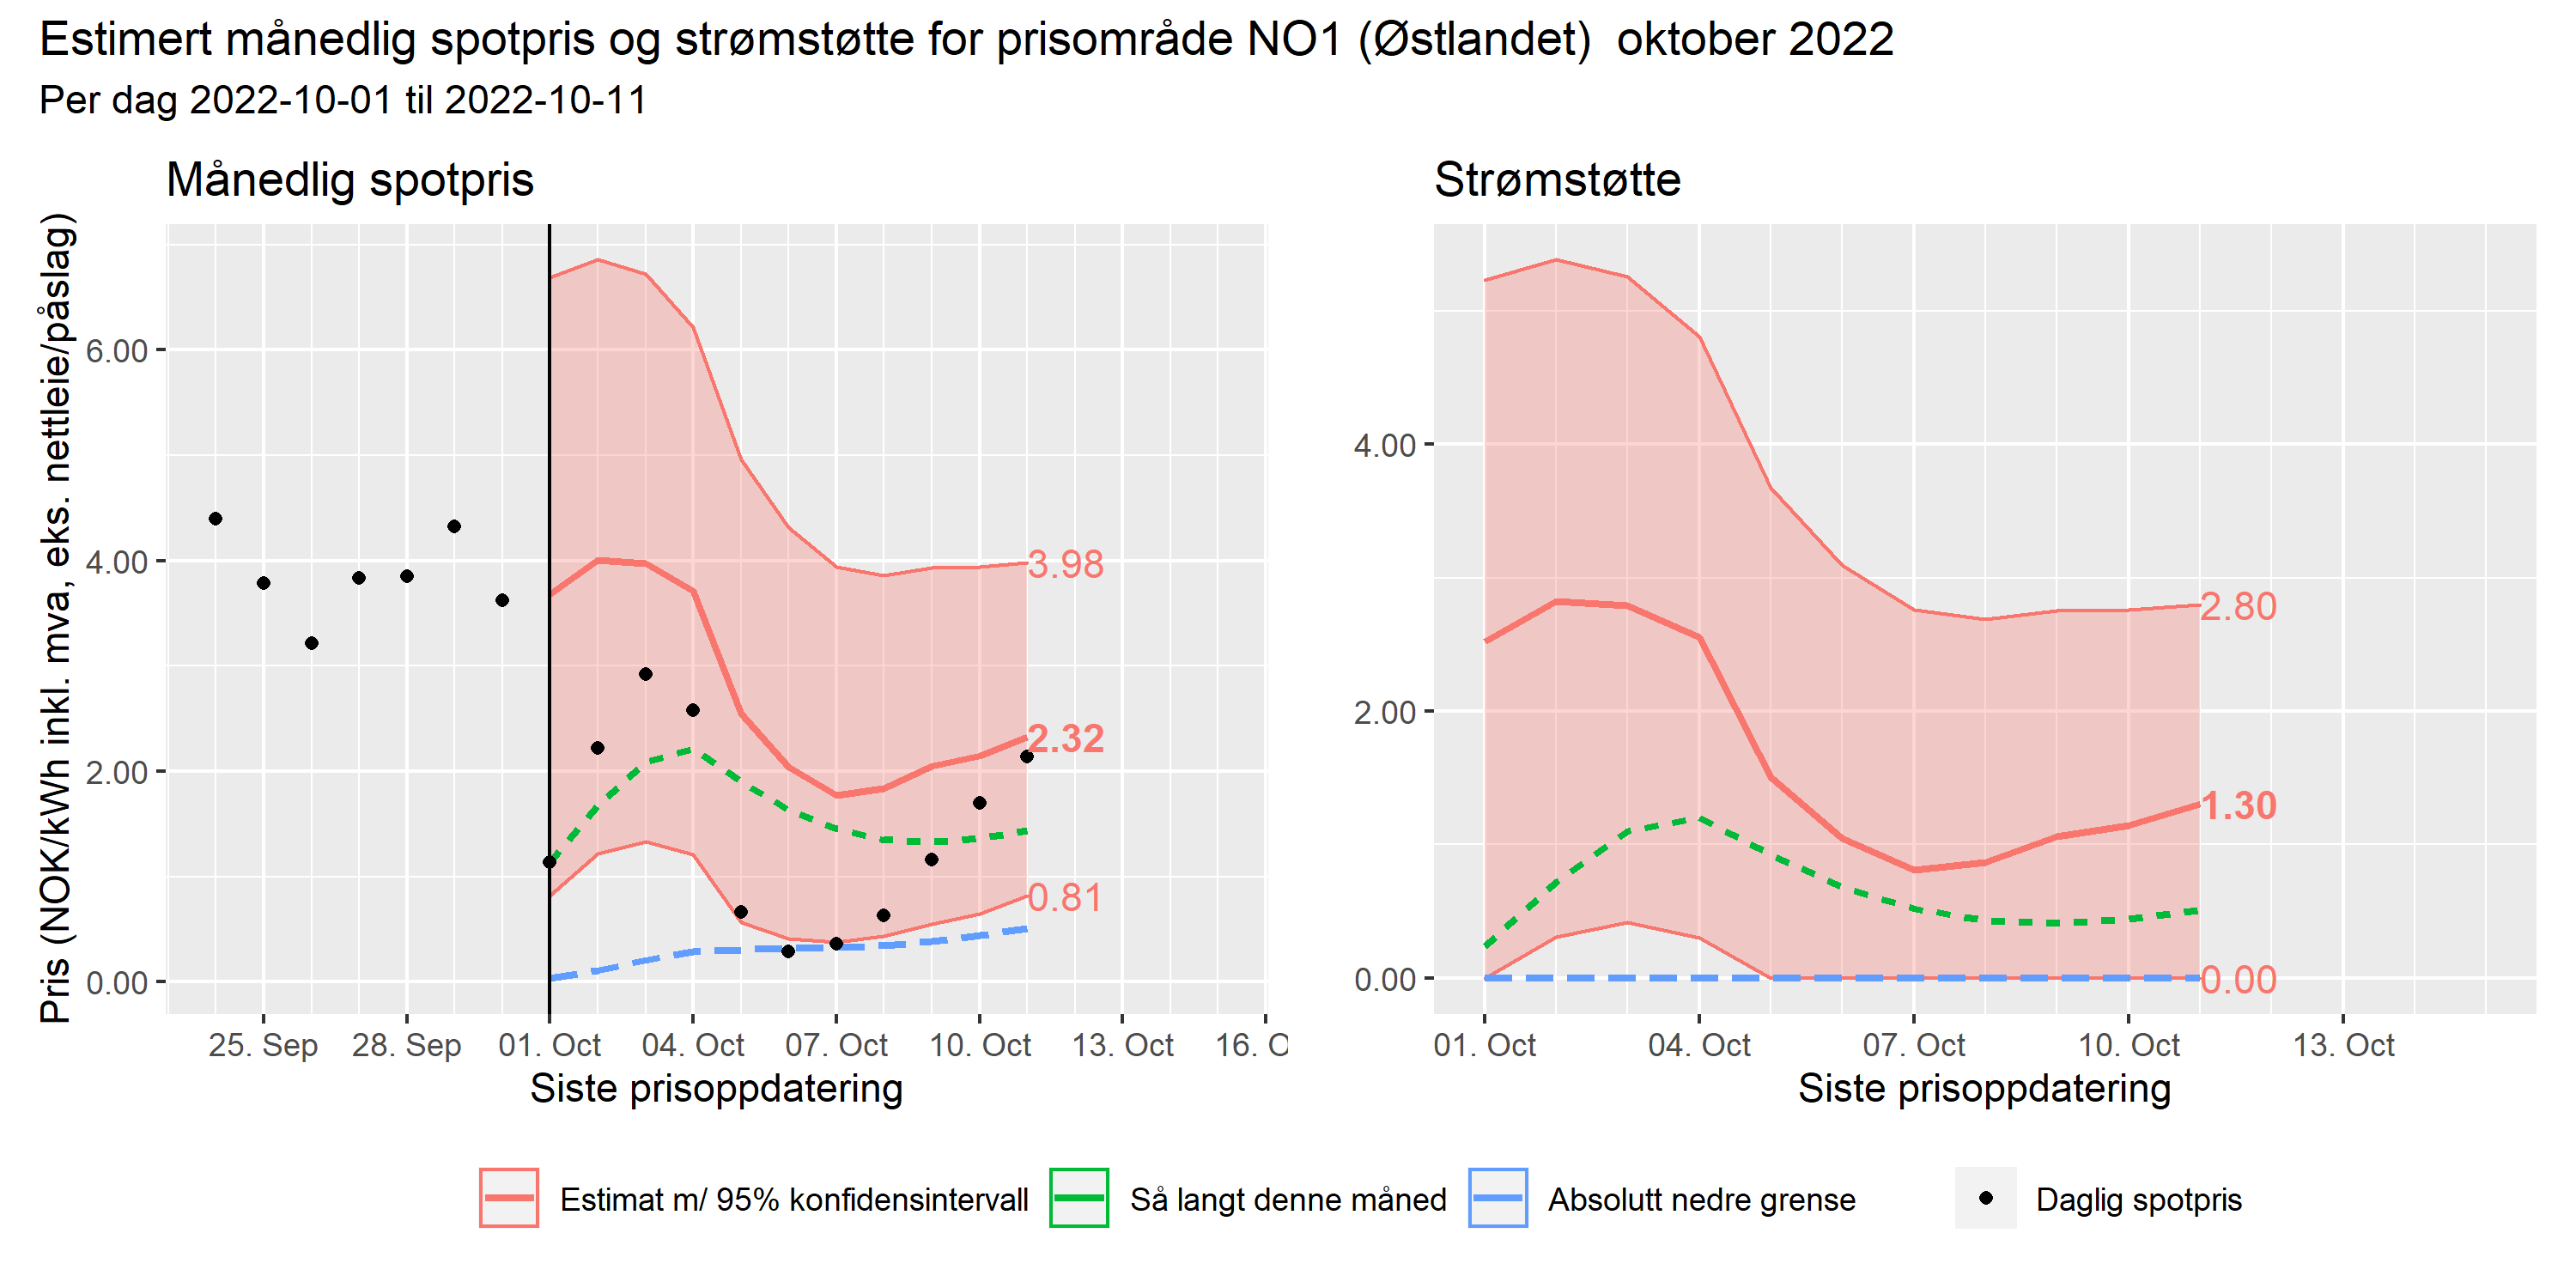 Estimert månedlig spotpris og strømstøtte for prisområde NO1 (Østlandet)  oktober 2022
Per dag 2022-10-01 til 2022-10-11
Månedlig spotpris
Pris (NOK/kWh inkl. mva, eks. nettleie/påslag)
6.00
4.00
2.00
0.00
3.98
2.32
0.81
25. Sep 28. Sep 01. Oct 04. Oct 07. Oct 10. Oct 13. Oct 16. O
Siste prisoppdatering
Strømstøtte
4.00
2.00
0.00
2.80
1.30
0.00
01. Oct 04. Oct 07. Oct 10. Oct 13. Oct
Siste prisoppdatering
Estimat m/ 95% konfidensintervall Så langt denne måned Absolutt nedre grense Daglig spotpris